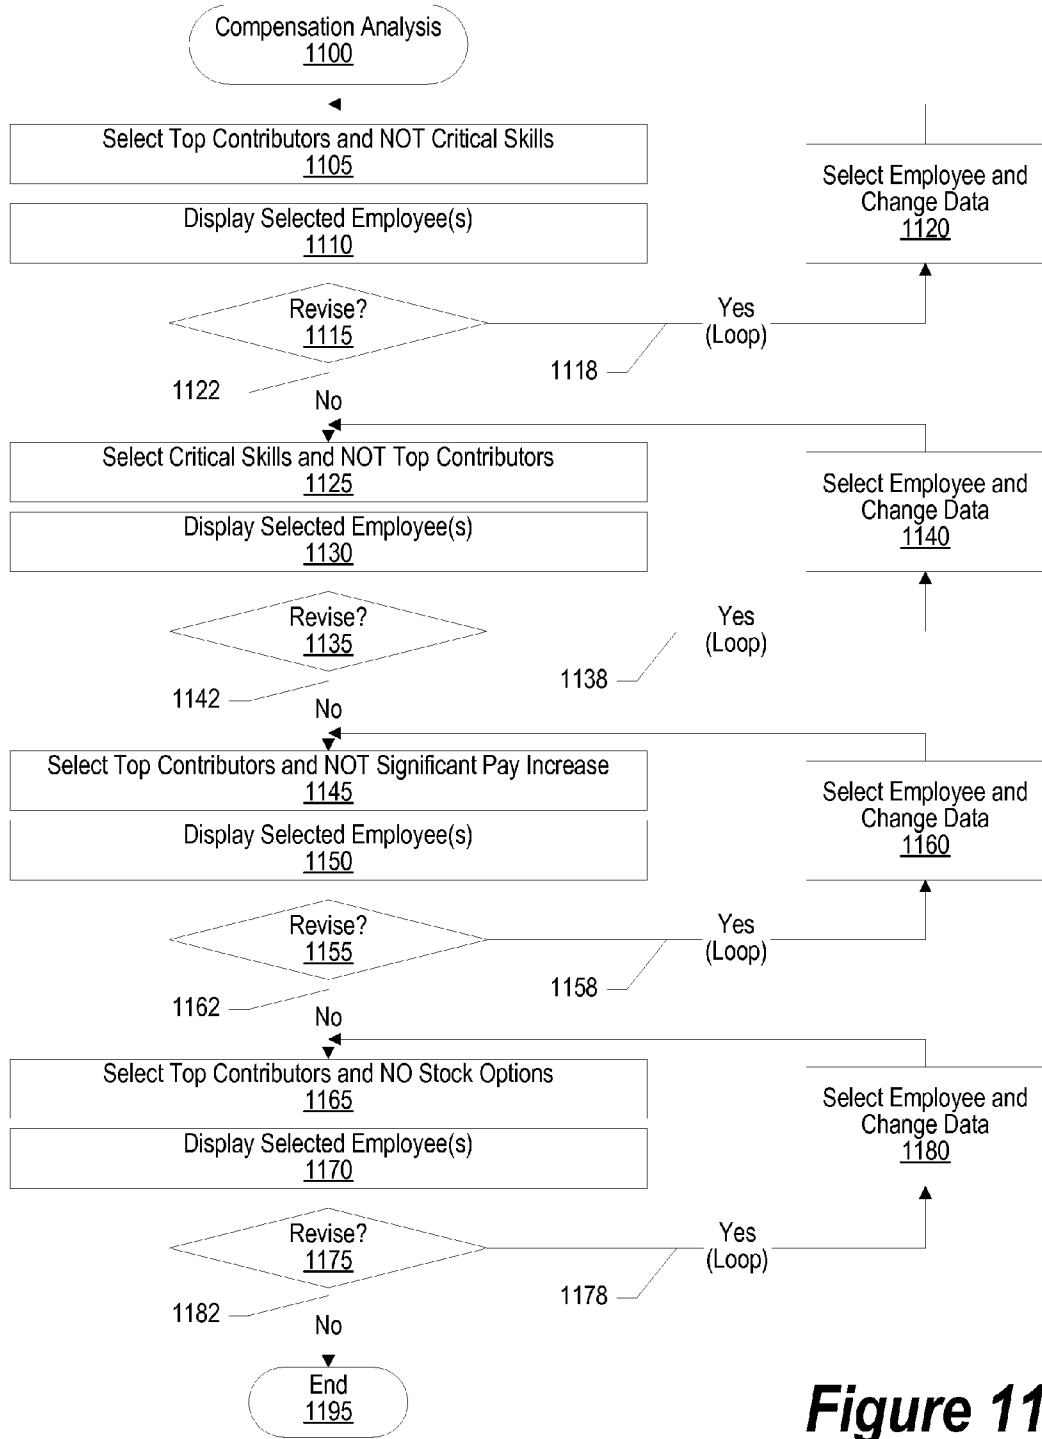 Compensation Analysis
1100
Select Top Contributors and NOT Critical Skills
1105
Display Selected Employee(s)
1110
Select Employee and
Change Data
1120
Revise?
1115
Yes
(Loop)
1118
1122
No
Select Critical Skills and NOT Top Contributors
1125
Display Selected Employee(s)
1130
Select Employee and
Change Data
1140
Revise?
1135
Yes
(Loop)
1138
1142
No
Select Top Contributors and NOT Significant Pay Increase
1145
Display Selected Employee(s)
1150
Select Employee and
Change Data
1160
Revise?
1155
Yes
(Loop)
1158
1162
No
Select Top Contributors and NO Stock Options
1165
Display Selected Employee(s)
1170
Select Employee and
Change Data
1180
Revise?
1175
Yes
(Loop)
1178
1182
No
End
1195
Figure 11